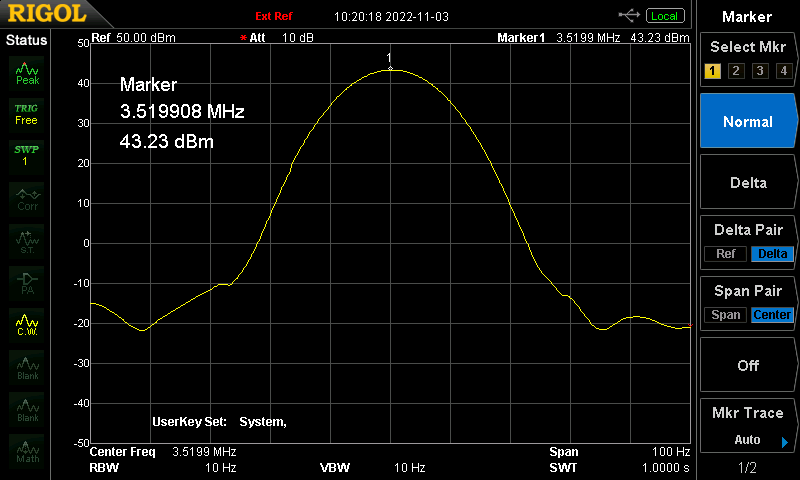 RIGOL
Ext Ref
10:20:18 2022-11-03
Local
Status
Ref 50.00 dBm
* Att 10 dB
Marker1 3.5199 MHz 43.23 dBm
Peak
TRIG
Free
SWP
1
Corr
S.T.
PA
C.W.
Blank
Blank
Math
50
40
30
20
10
0
-10
-20
-30
-40
-50
1
Marker
3.519908 MHz
43.23 dBm
UserKey Set: System,
Center Freq 3.5199 MHz
Span 100 Hz
RBW 10 Hz
VBW 10 Hz
SWT 1.0000 s
Marker
Select Mkr
1 2 3 4
Normal
Delta
Delta Pair
Ref Delta
Span Pair
Span Center
Off
Mkr Trace
Auto
1/2